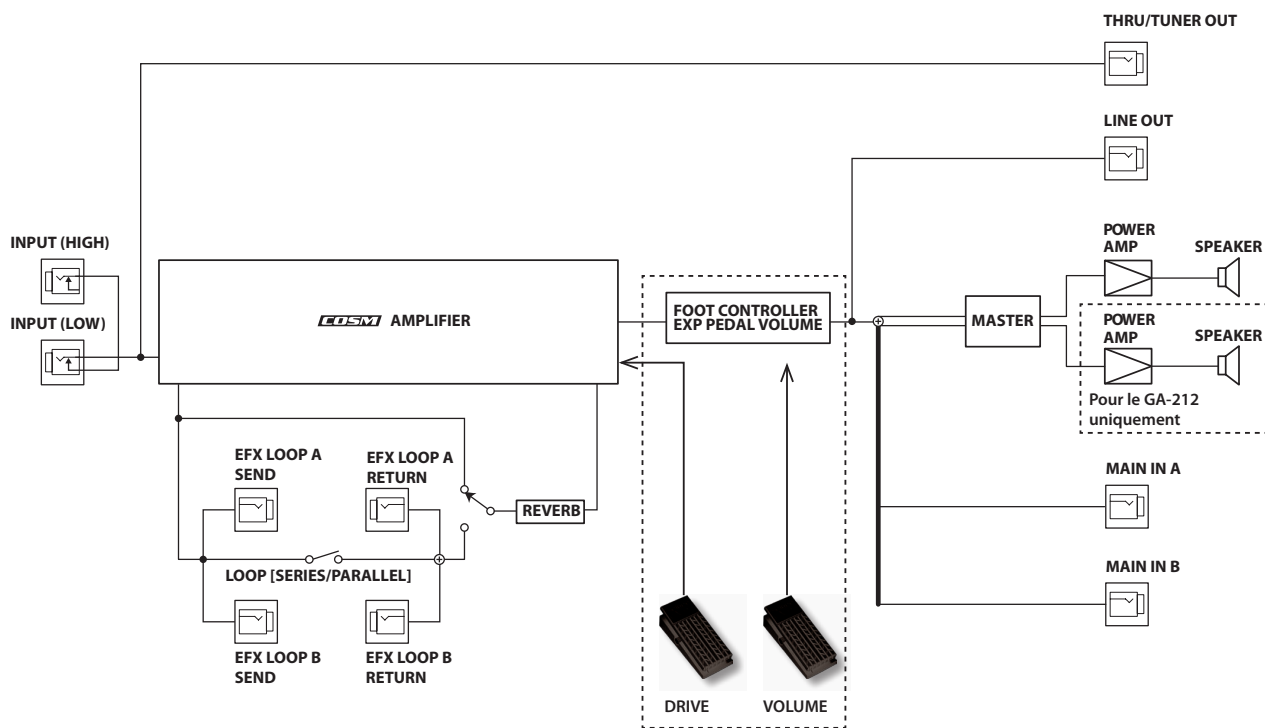 THRU/TUNER OUT
LINE OUT
INPUT (HIGH)
INPUT (LOW)
COSM AMPLIFIER
FOOT CONTROLLER
EXP PEDAL VOLUME
MASTER
POWER
AMP
SPEAKER
POWER
AMP
SPEAKER
Pour le GA-212
uniquement
EFX LOOP A
SEND
EFX LOOP A
RETURN
REVERB
LOOP [SERIES/PARALLEL]
EFX LOOP B
SEND
EFX LOOP B
RETURN
DRIVE
VOLUME
MAIN IN A
MAIN IN B